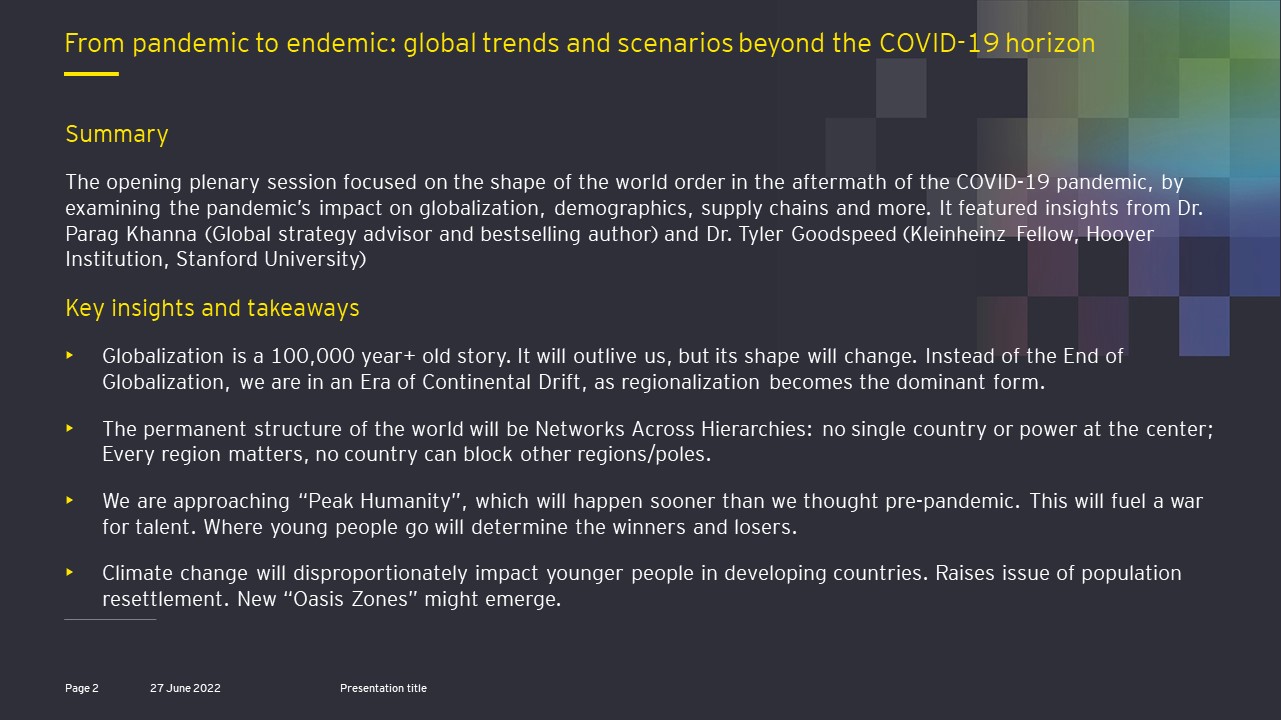 From pandemic to endemic: global trends and scenarios beyond the COVID-19 horizon
Summary
The opening plenary session focused on the shape of the world order in the aftermath of the COVID-19 pandemic, by
examining the pandemic's impact on globalization, demographics, supply chains and more. It featured insights from Dr.
Parag Khanna (Global strategy advisor and bestselling author) and Dr. Tyler Goodspeed (Kleinheinz Fellow, Hoover
Institution, Stanford University)
Key insights and takeaways
Globalization is a 100,000 year+ old story. It will outlive us, but its shape will change. Instead of the End of
Globalization, we are in an Era of Continental Drift, as regionalization becomes the dominant form.
The permanent structure of the world will be Networks Across Hierarchies: no single country or power at the center;
Every region matters, no country can block other regions/poles.
We are approaching “Peak Humanity”, which will happen sooner than we thought pre-pandemic. This will fuel a war
for talent. Where young people go will determine the winners and losers.
Climate change will disproportionately impact younger people in developing countries. Raises issue of population
resettlement. New “Oasis Zones” might emerge.
Page 2 27 June 2022 Presentation title